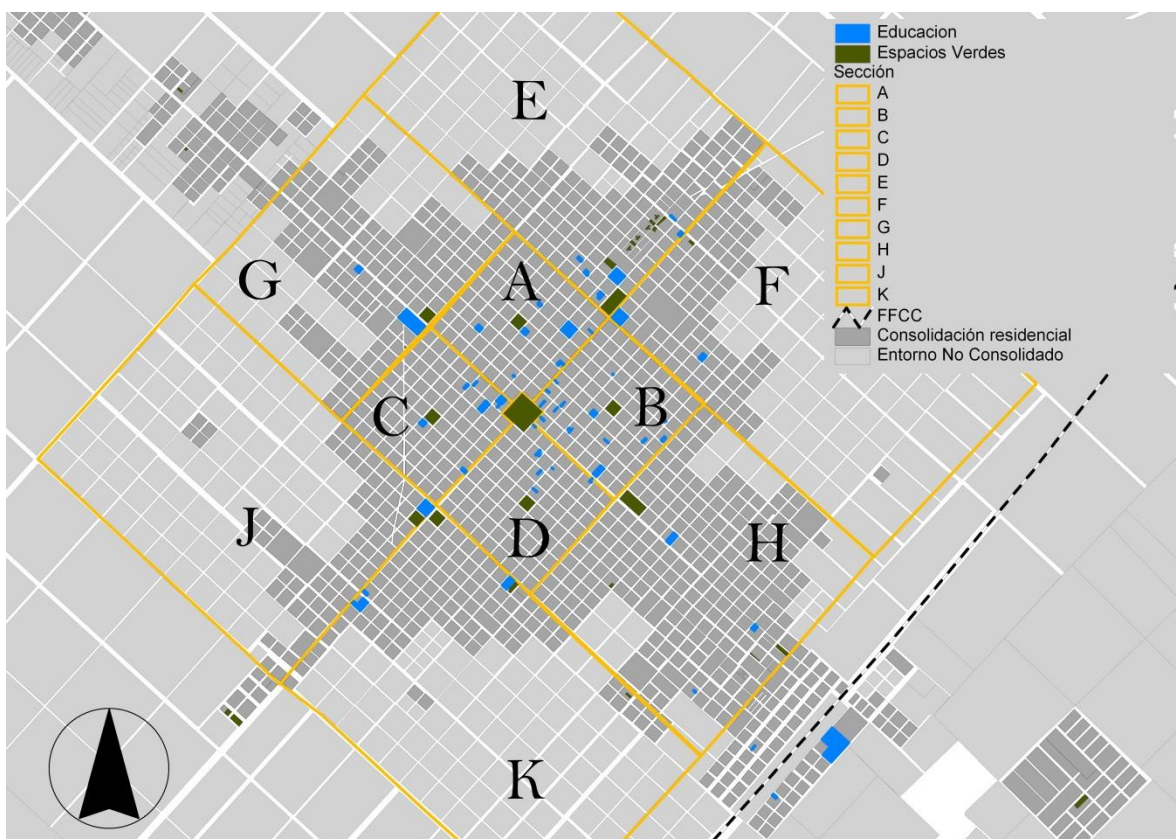 Educacion
Espacios Verdes
Sección
A
B
C
D
E
F
G
H
J
K
FFCC
Consolidación residencial
Entorno No Consolidado
E
A
G
F
C
B
J
D
H
K